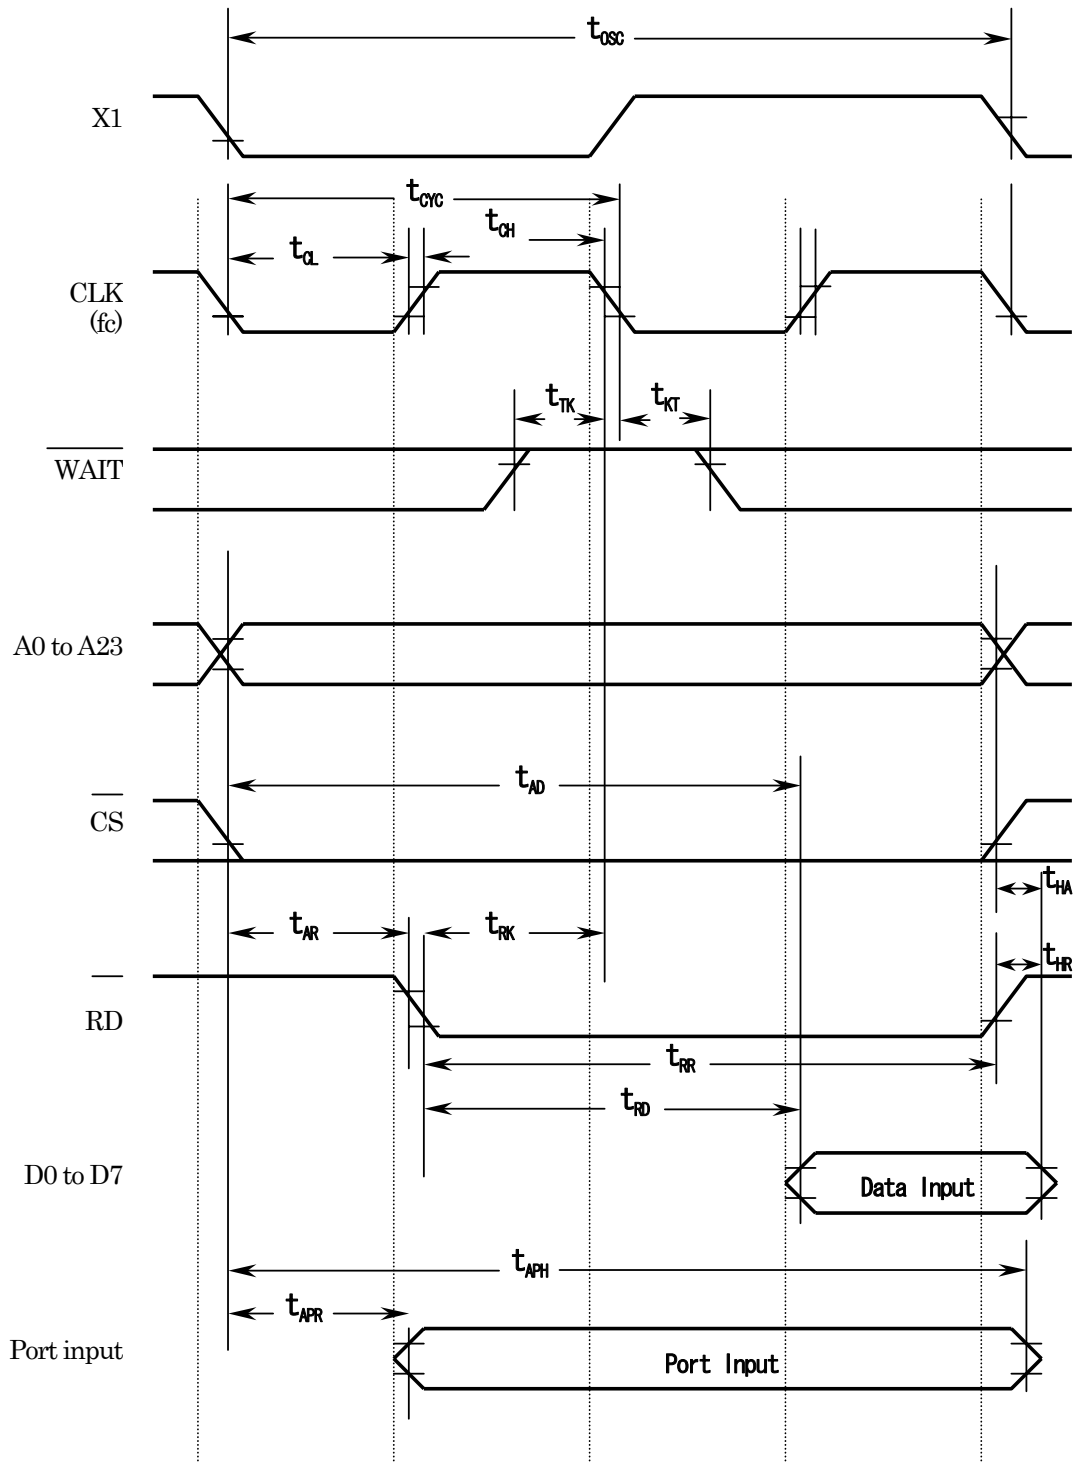 tOSC
X1
tCYC
tCH
tCL
CLK
(fc)
tTK
tKT
WAIT
A0 to A23
tAD
CS
tHA
tAR
tRK
tHR
RD
tRR
tRD
D0 to D7
Data Input
tAPH
tAPR
Port input
Port Input